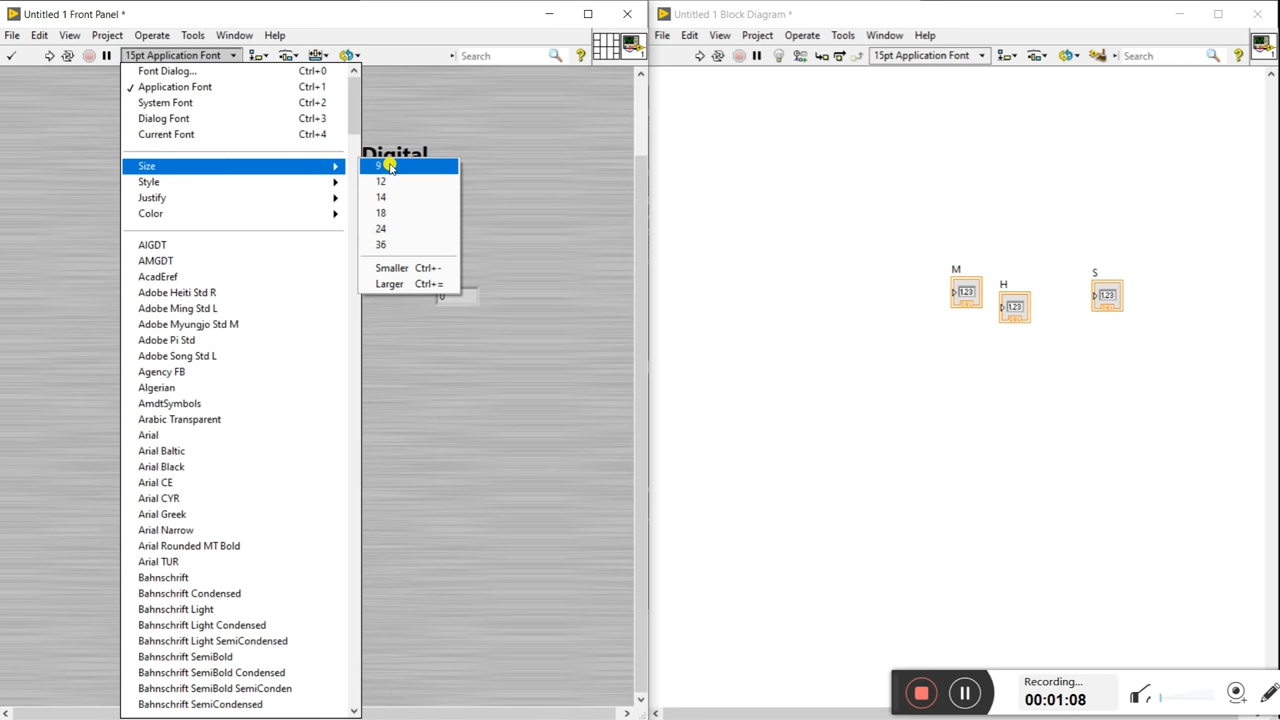 Untitled 1 Front Panel *
File Edit View Project Operate Tools Window Help
15pt Application Font
Search
Font Dialog... Ctrl+0
✓ Application Font Ctrl+1
System Font Ctrl+2
Dialog Font Ctrl+3
Current Font Ctrl+4
Size
Style
Justify
Color
AIGDT
AMGDT
AcadEref
Adobe Heiti Std R
Adobe Ming Std L
Adobe Myungjo Std M
Adobe Pi Std
Adobe Song Std L
Agency FB
Algerian
AmdtSymbols
Arabic Transparent
Arial
Arial Baltic
Arial Black
Arial CE
Arial CYR
Arial Greek
Arial Narrow
Arial Rounded MT Bold
Arial TUR
Bahnschrift
Bahnschrift Condensed
Bahnschrift Light
Bahnschrift Light Condensed
Bahnschrift Light SemiCondensed
Bahnschrift SemiBold
Bahnschrift SemiBold Condensed
Bahnschrift SemiBold SemiConden
Bahnschrift SemiCondensed
Digital
9
12
14
18
24
36
Smaller Ctrl+-
Larger Ctrl+=
0
Untitled 1 Block Diagram *
File Edit View Project Operate Tools Window Help
15pt Application Font
Search
M
1.23
H
1.23
S
1.23
Recording...
00:01:08